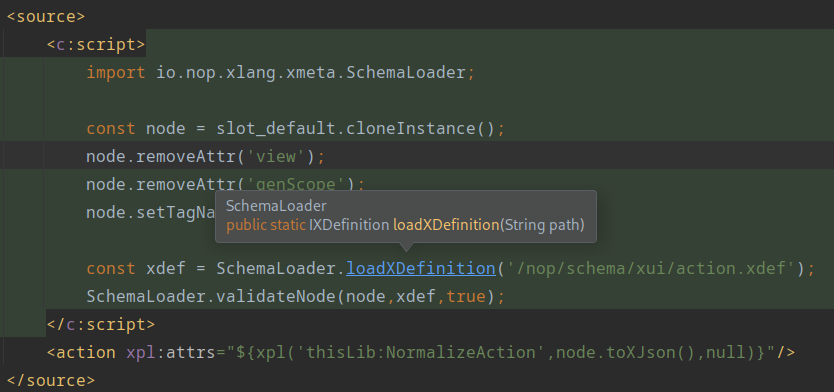 <source>
<c:script>
import io.nop.xlang.xmeta.SchemaLoader;
const node = slot_default.cloneInstance();
node.removeAttr('view');
node.removeAttr('genScope');
node.setTagNa
SchemaLoader
public static IXDefinition loadXDefinition(String path)
const xdef = SchemaLoader.loadXDefinition('/nop/schema/xui/action.xdef');
SchemaLoader.validateNode(node,xdef,true);
</c:script>
<action xpl:attrs="${xpl('thisLib:NormalizeAction',node.toXJson(),null)}"/>
</source>